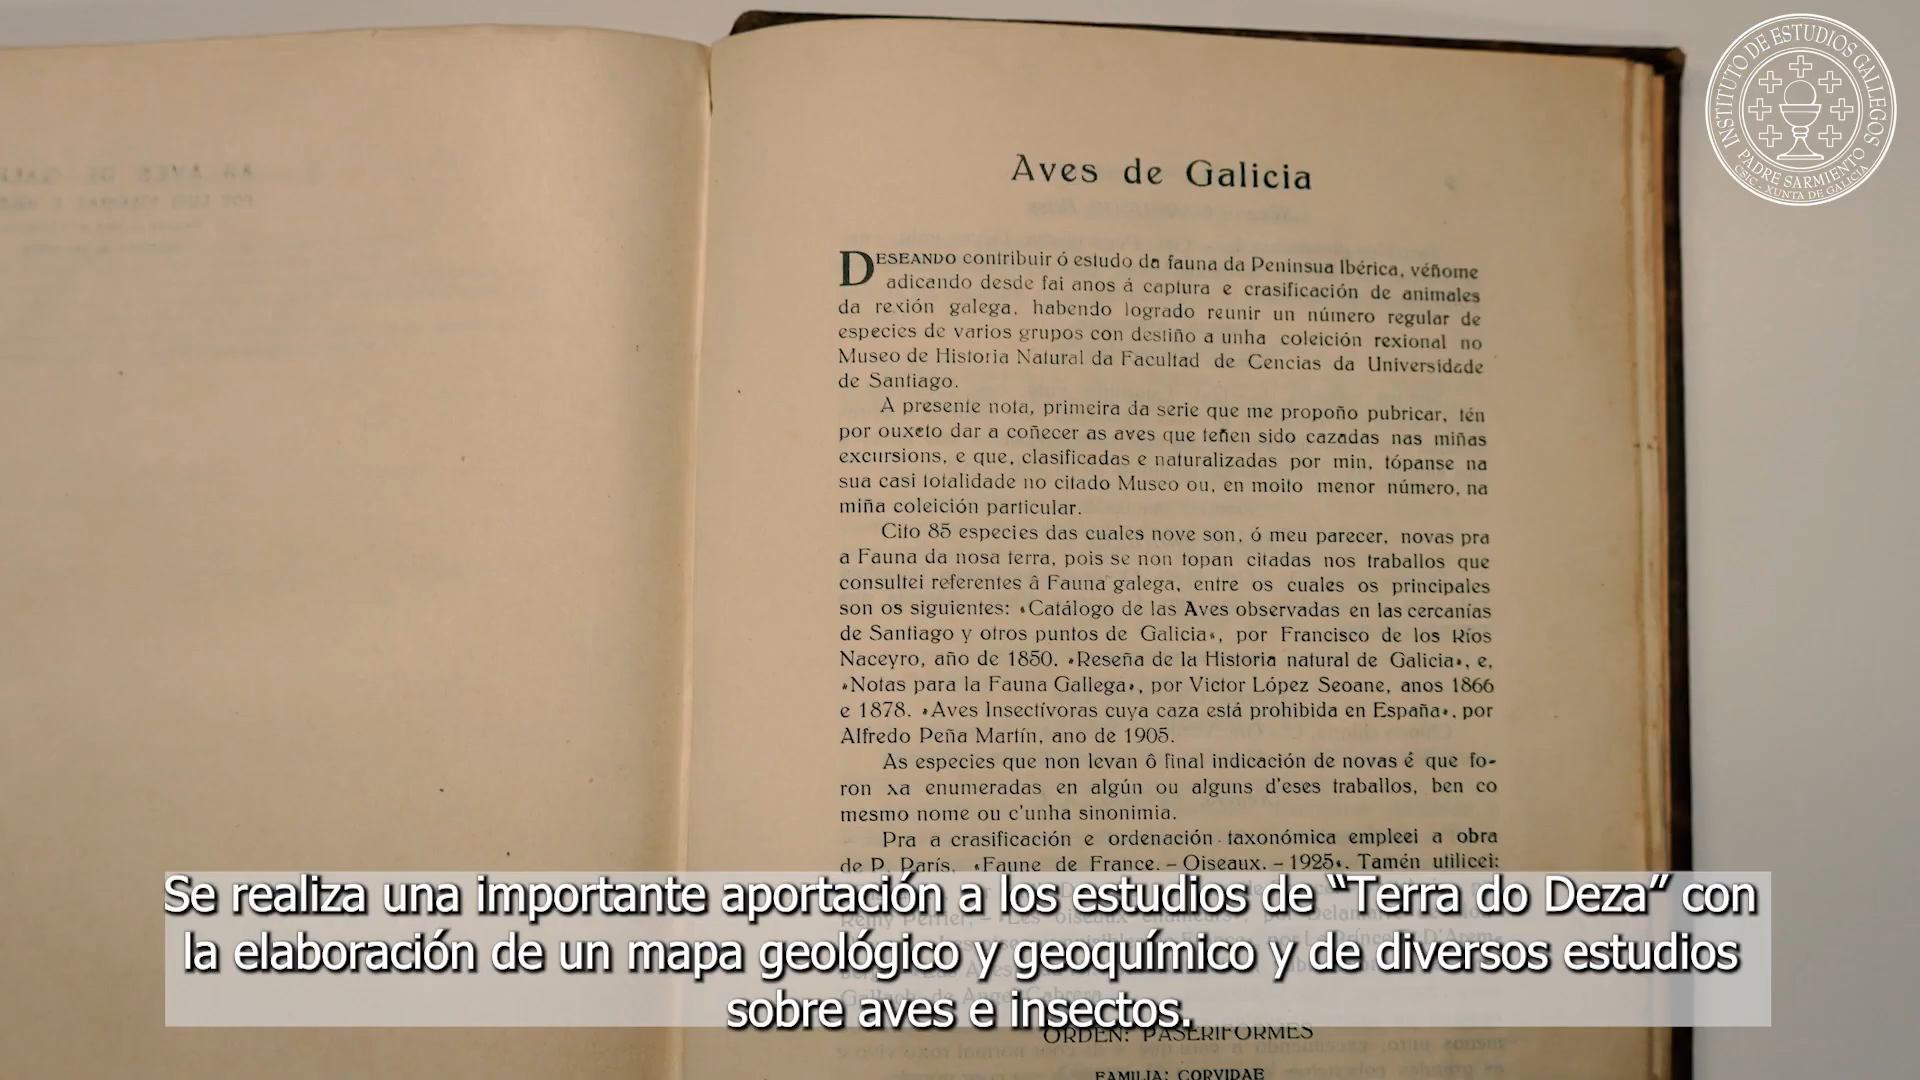 Aves de Galicia
DESEANDO contribuir ó estudo da fauna da Peninsua Ibérica, véñome
adicando desde fai anos á captura e crasificación de animales
da rexión galega, habendo logrado reunir un número regular de
especies de varios grupos con destiño a unha coleición rexional no
Museo de Historia Natural da Facultad de Cencias da Universidade
de Santiago.
A presente nota, primeira da serie que me propoño pubricar, tén
por ouxeto dar a coñecer as aves que teñen sido cazadas nas miñas
excursions, e que, clasificadas e naturalizadas por min, tópanse na
sua casi totalidade no citado Museo ou, en moito menor número, na
miña coleición particular.
Cito 85 especies das cuales nove son, ó meu parecer, novas pra
a Fauna da nosa terra, pois se non topan citadas nos traballos que
consultei referentes â Fauna galega, entre os cuales os principales
son os siguientes: «Catálogo de las Aves observadas en las cercanías
de Santiago y otros puntos de Galicia«, por Francisco de los Ríos
Naceyro, año de 1850. »Reseña de la Historia natural de Galicia», e,
»Notas para la Fauna Gallega», por Victor López Seoane, anos 1866
e 1878. »Aves Insectívoras cuya caza está prohibida en España«, por
Alfredo Peña Martín, ano de 1905.
As especies que non levan ô final indicación de novas é que fo-
ron xa enumeradas en algún ou alguns d'eses traballos, ben co
mesmo nome ou c'unha sinonimia.
Pra a crasificación e ordenación taxonómica empleei a obra
de P. París, «Faune de France. – Oiseaux. – 1925«. Tamén utilicei:
Se realiza una importante aportación a los estudios de “Terra do Deza” con
la elaboración de un mapa geológico y geoquímico y de diversos estudios
sobre aves e insectos.
ORDEN: PASERIFORMES
FAMILIA: CORVIDAE
INSTITUTO DE ESTUDIOS GALLEGOS
PADRE SARMIENTO
CSIC - XUNTA DE GALICIA